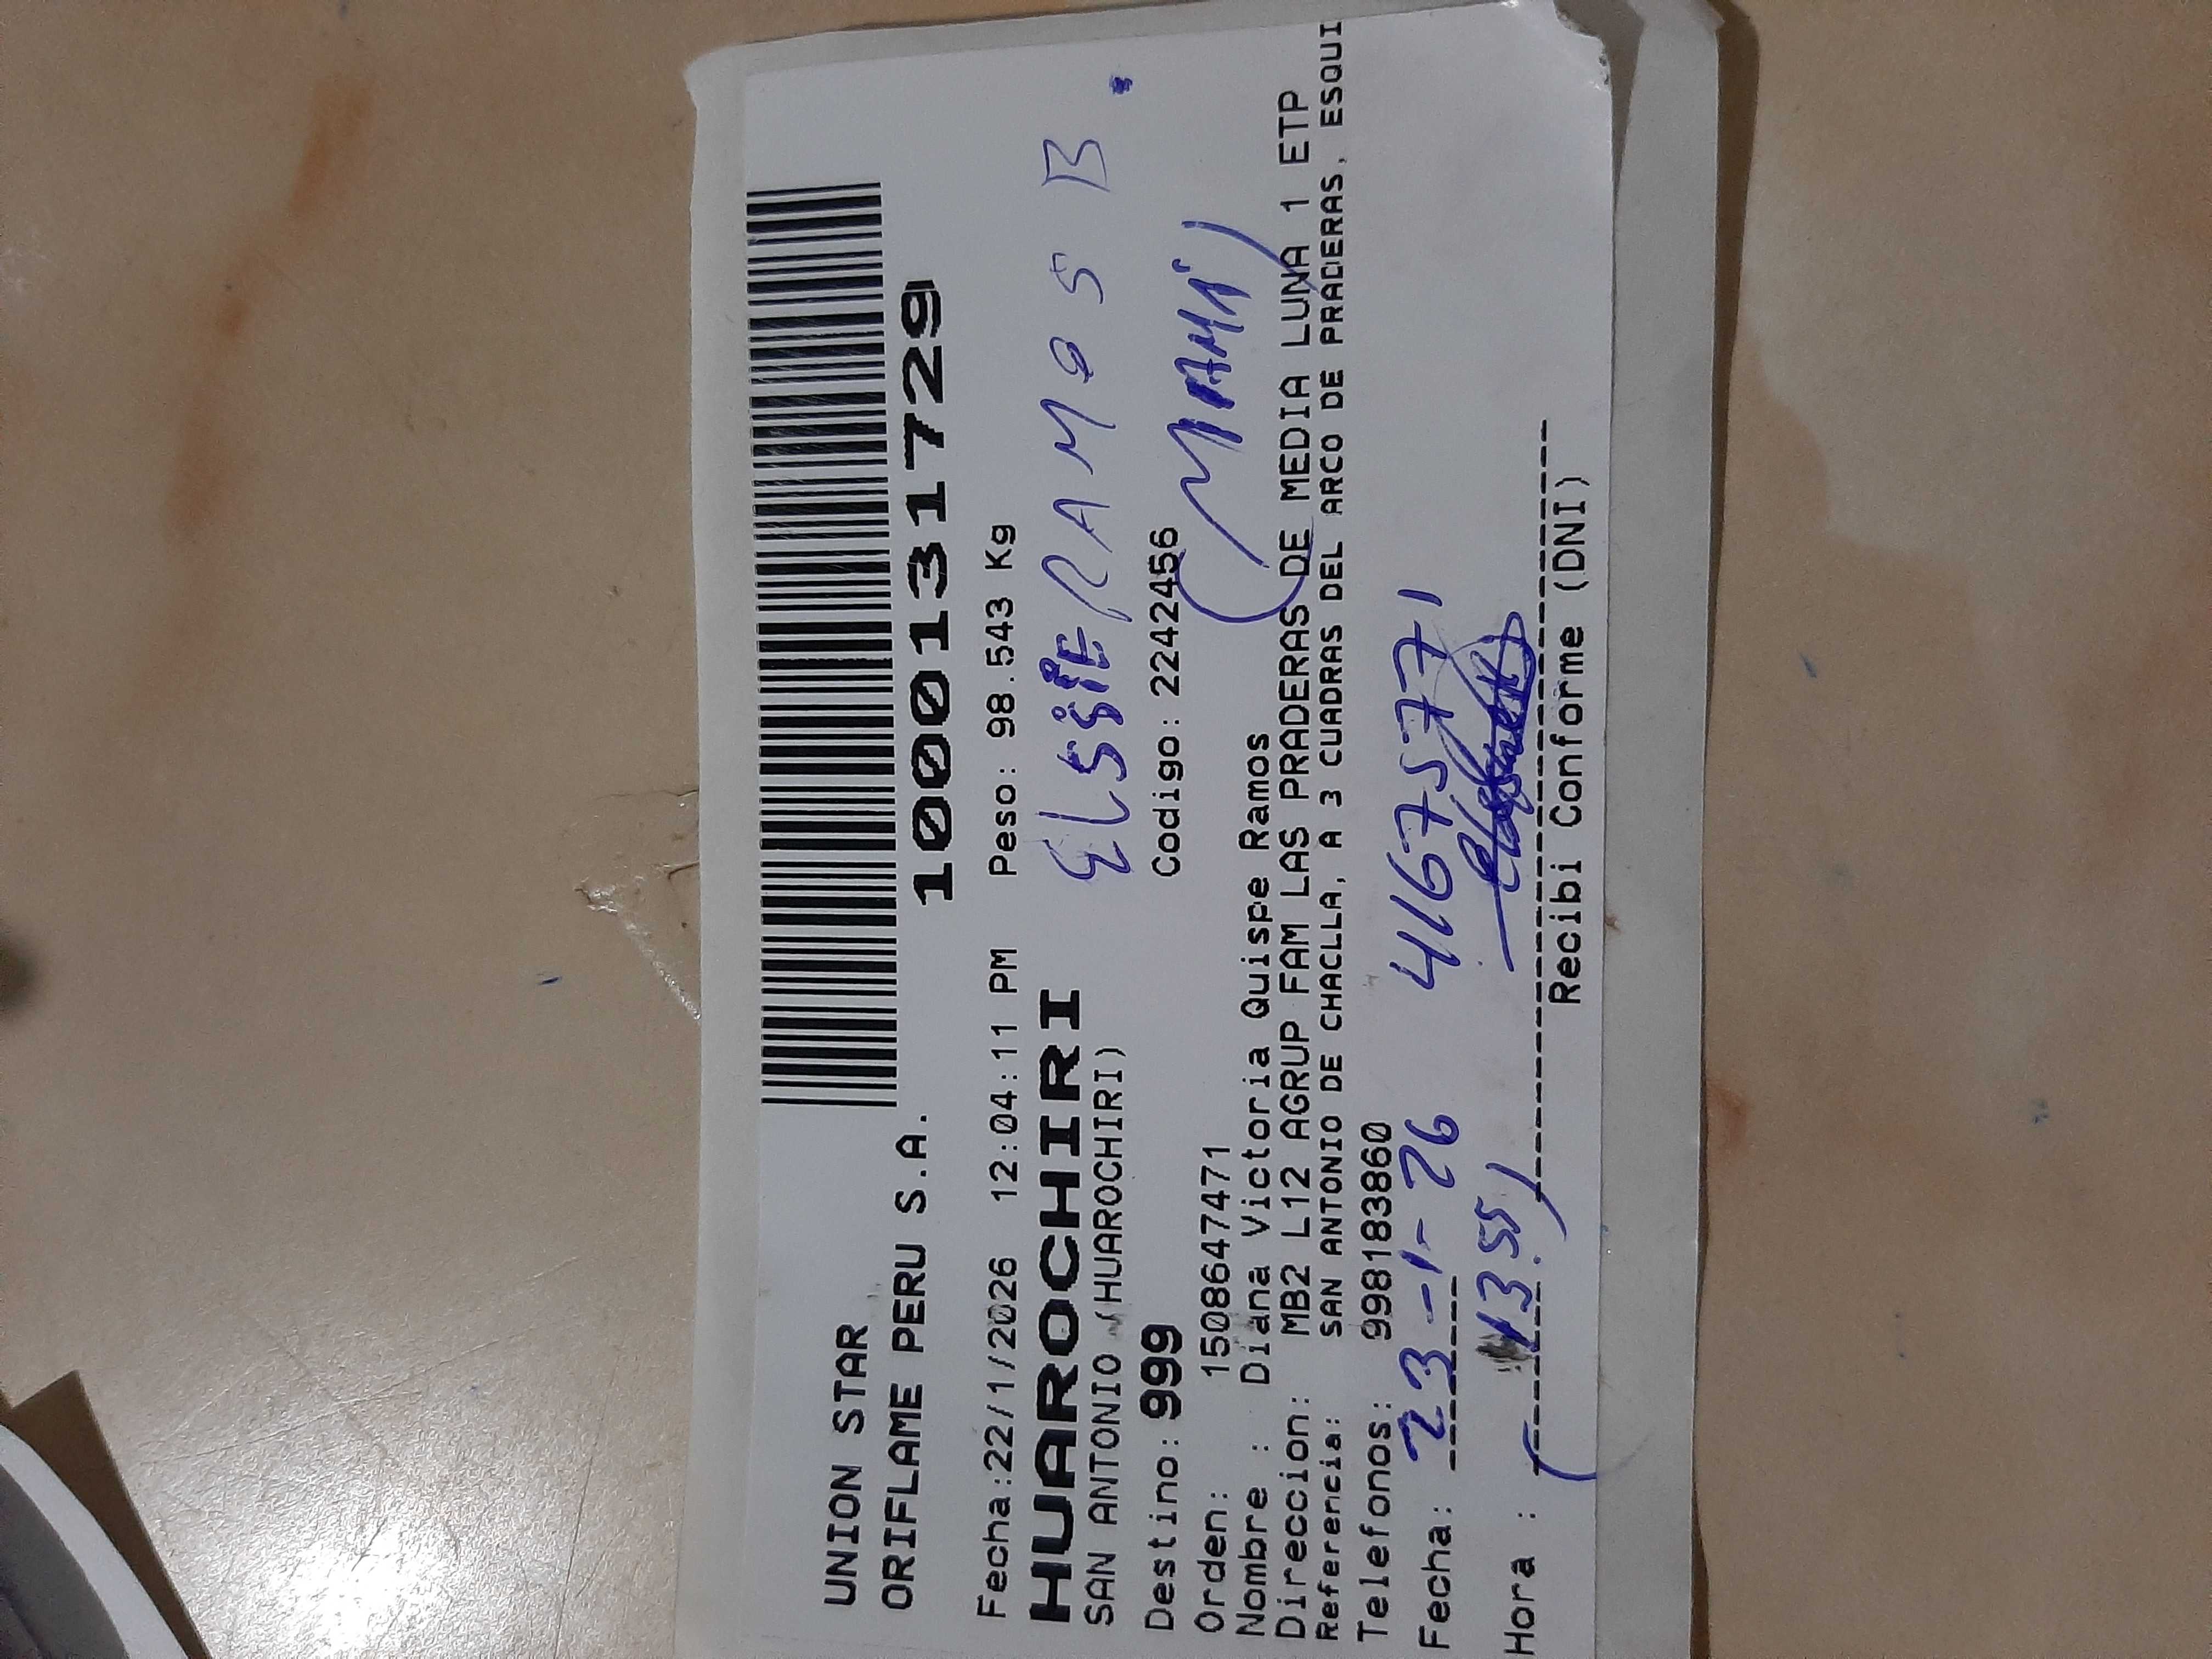 UNION STAR
ORIFLAME PERU S.A.
1000131729
Fecha:22/1/2026 12:04:11 PM Peso: 98.543 Kg
HUAROCHIRI
SAN ANTONIO (HUAROCHIRI)
ELSSIE RAMOS B.
Destino: 999 Codigo: 2242456
(MAMÁ)
Orden: 1508647471
Nombre : Diana Victoria Quispe Ramos
Direccion: MB2 L12 AGRUP FAM LAS PRADERAS DE MEDIA LUNA 1 ETP
Referencia: SAN ANTONIO DE CHACLLA, A 3 CUADRAS DEL ARCO DE PRADERAS, ESQUI
Telefonos: 998183860
Fecha: 23-1-26 41675771
Hora : (13:55)
Recibi Conforme (DNI)